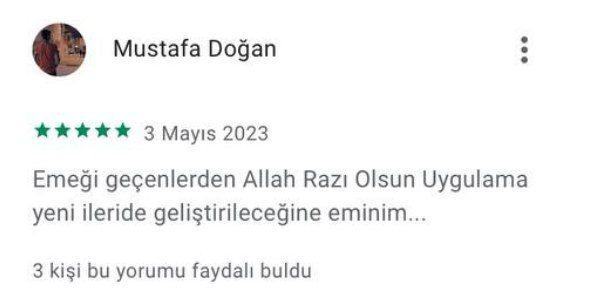 Mustafa Doğan
3 Mayıs 2023
Emeği geçenlerden Allah Razı Olsun Uygulama
yeni ileride geliştirileceğine eminim...
3 kişi bu yorumu faydalı buldu